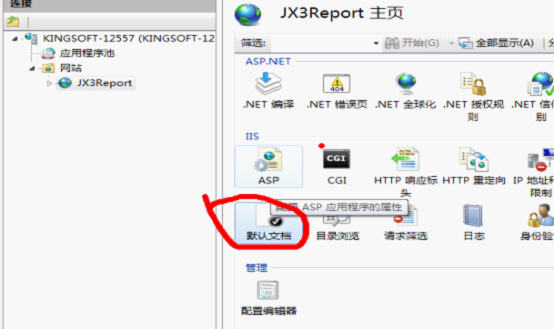 连接
KINGSOFT-12557 (KINGSOFT-12
应用程序池
网站
JX3Report
JX3Report 主页
筛选:
开始(G)
全部显示(A)
ASP.NET
.NET 编译
.NET 错误页
.NET 全球化
.NET 授权规则
.NET 信
别
IIS
404
CGI
ASP
CGI
HTTP 响应标头
HTTP 重定向
IP 地址
限制
ASP 应用程序的属性
默认文档
目录浏览
请求筛选
日志
身份验
管理
配置编辑器